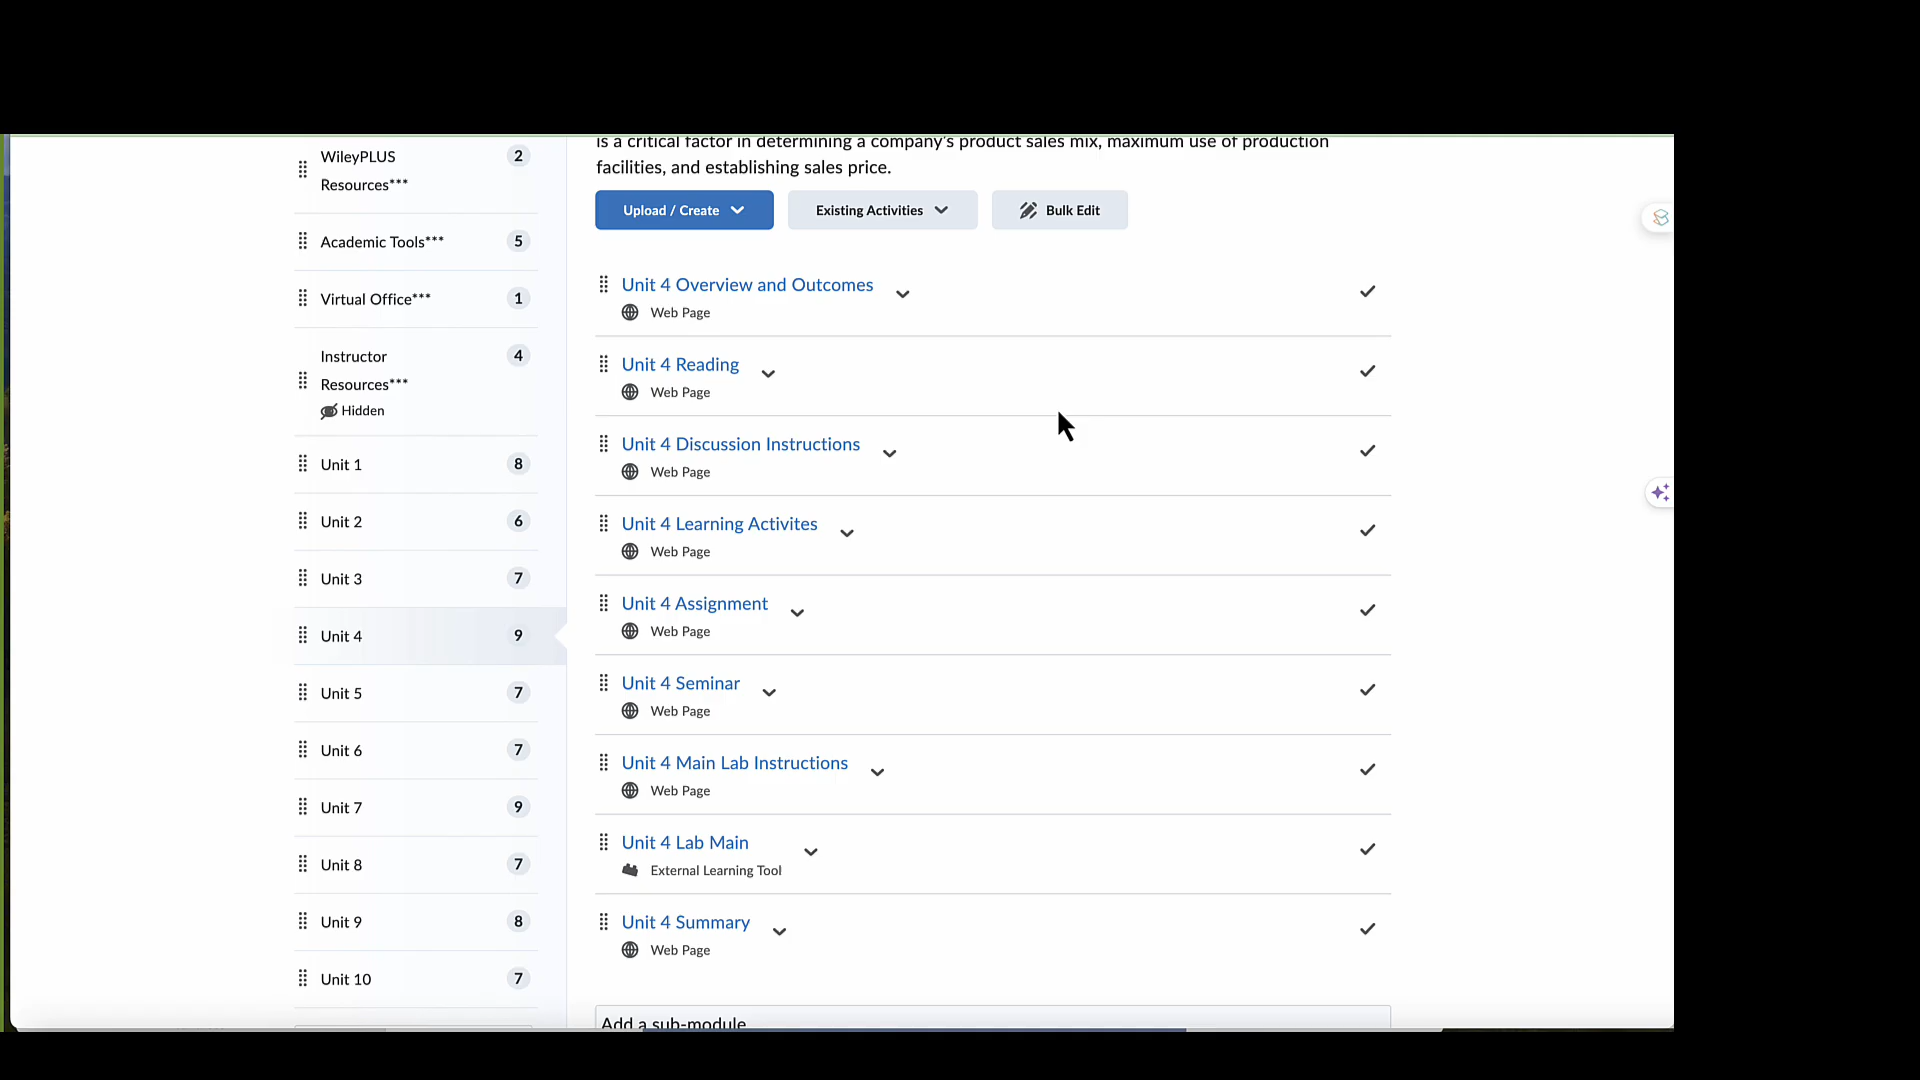 WileyPLUS
Resources***
2
Academic Tools***
5
Virtual Office***
1
Instructor
Resources***
4
Hidden
Unit 1
8
Unit 2
6
Unit 3
7
Unit 4
9
Unit 5
7
Unit 6
7
Unit 7
9
Unit 8
7
Unit 9
8
Unit 10
7
is a critical factor in determining a company's product sales mix, maximum use of production
facilities, and establishing sales price.
Upload / Create
Existing Activities
Bulk Edit
Unit 4 Overview and Outcomes
Web Page
Unit 4 Reading
Web Page
Unit 4 Discussion Instructions
Web Page
Unit 4 Learning Activites
Web Page
Unit 4 Assignment
Web Page
Unit 4 Seminar
Web Page
Unit 4 Main Lab Instructions
Web Page
Unit 4 Lab Main
External Learning Tool
Unit 4 Summary
Web Page
Add a sub-module